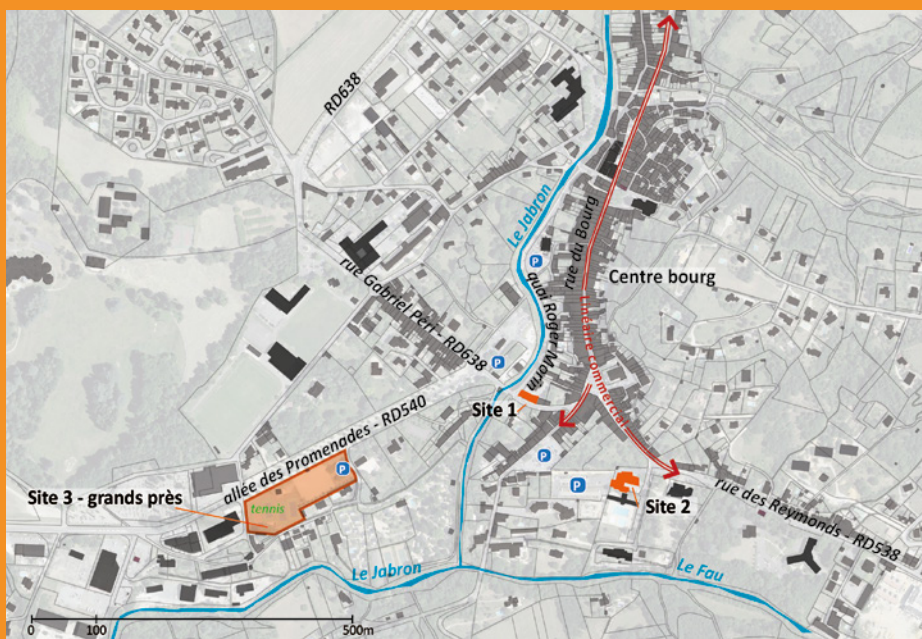 RD638
Le Jabron
P
rue du Bourg
quai Roger Morin
Centre bourg
rue Gabriel Péri - RD638
P
Linéaire commercial
Site 1
allée des Promenades - RD540
P
P
P
Site 3 - grands près
tennis
Site 2
rue des Reymonds - RD538
Le Jabron
Le Fau
0
100
500m